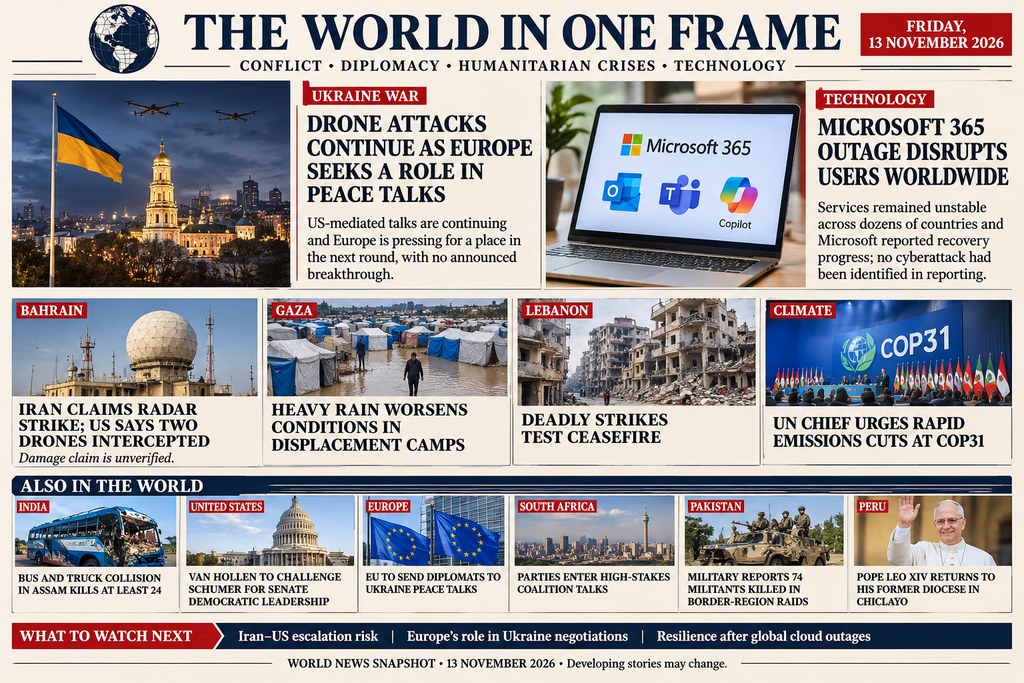 THE WORLD IN ONE FRAME
CONFLICT • DIPLOMACY • HUMANITARIAN CRISES • TECHNOLOGY
FRIDAY,
13 NOVEMBER 2026
UKRAINE WAR
DRONE ATTACKS
CONTINUE AS EUROPE
SEEKS A ROLE IN
PEACE TALKS
US-mediated talks are continuing
and Europe is pressing for a place in
the next round, with no announced
breakthrough.
Microsoft 365
Copilot
TECHNOLOGY
MICROSOFT 365
OUTAGE DISRUPTS
USERS WORLDWIDE
Services remained unstable
across dozens of countries and
Microsoft reported recovery
progress; no cyberattack had
been identified in reporting.
BAHRAIN
IRAN CLAIMS RADAR
STRIKE; US SAYS TWO
DRONES INTERCEPTED
Damage claim is unverified.
GAZA
HEAVY RAIN WORSENS
CONDITIONS IN
DISPLACEMENT CAMPS
LEBANON
DEADLY STRIKES
TEST CEASEFIRE
CLIMATE
COP31
UN CHIEF URGES RAPID
EMISSIONS CUTS AT COP31
ALSO IN THE WORLD
INDIA
BUS AND TRUCK COLLISION
IN ASSAM KILLS AT LEAST 24
UNITED STATES
VAN HOLLEN TO CHALLENGE
SCHUMER FOR SENATE
DEMOCRATIC LEADERSHIP
EUROPE
EU TO SEND DIPLOMATS TO
UKRAINE PEACE TALKS
SOUTH AFRICA
PARTIES ENTER HIGH-STAKES
COALITION TALKS
PAKISTAN
MILITARY REPORTS 74
MILITANTS KILLED IN
BORDER-REGION RAIDS
PERU
POPE LEO XIV RETURNS TO
HIS FORMER DIOCESE IN
CHICLAYO
WHAT TO WATCH NEXT
Iran–US escalation risk | Europe's role in Ukraine negotiations | Resilience after global cloud outages
WORLD NEWS SNAPSHOT • 13 NOVEMBER 2026 • Developing stories may change.